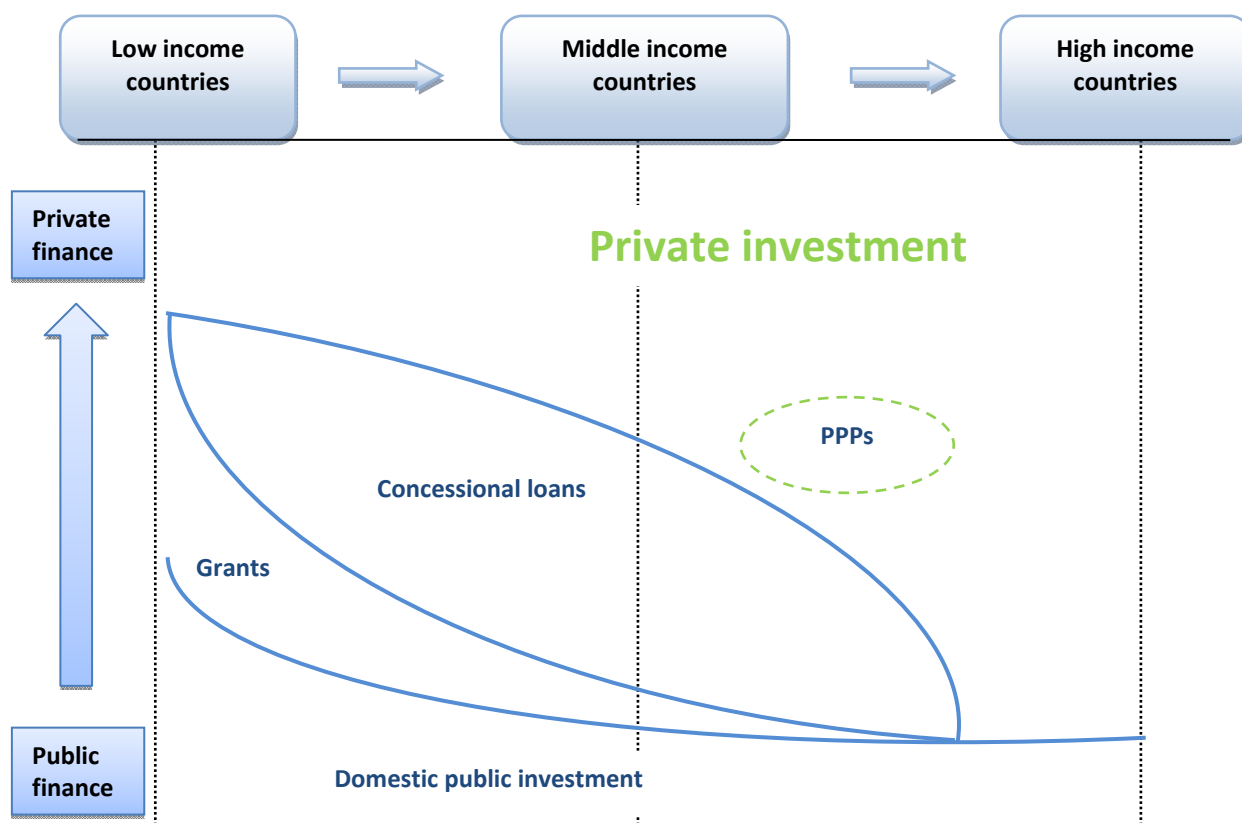 Low income
countries
Middle income
countries
High income
countries
Private
finance
Private investment
PPPs
Concessional loans
Grants
Public
finance
Domestic public investment